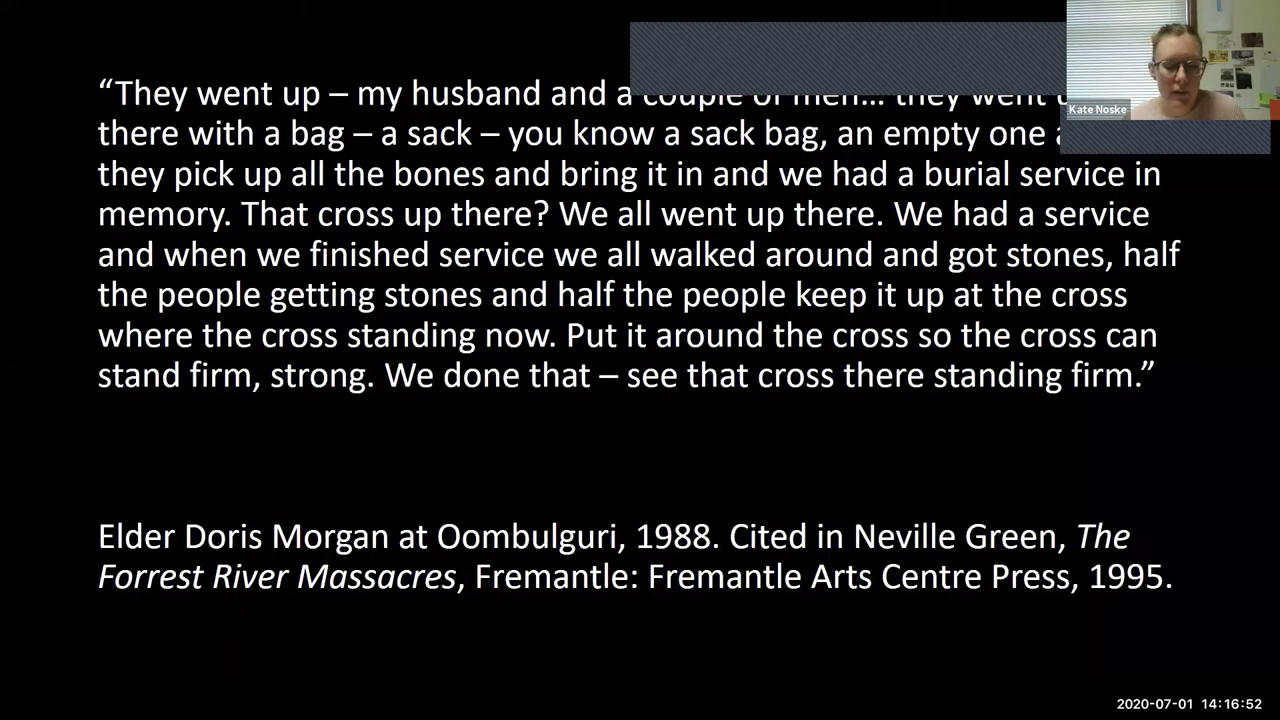 “They went up – my husband and a couple of men… they went
there with a bag – a sack – you know a sack bag, an empty one
they pick up all the bones and bring it in and we had a burial service in
memory. That cross up there? We all went up there. We had a service
and when we finished service we all walked around and got stones, half
the people getting stones and half the people keep it up at the cross
where the cross standing now. Put it around the cross so the cross can
stand firm, strong. We done that – see that cross there standing firm.”
Elder Doris Morgan at Oombulguri, 1988. Cited in Neville Green, The
Forrest River Massacres, Fremantle: Fremantle Arts Centre Press, 1995.
Kate Noske
2020-07-01 14:16:52